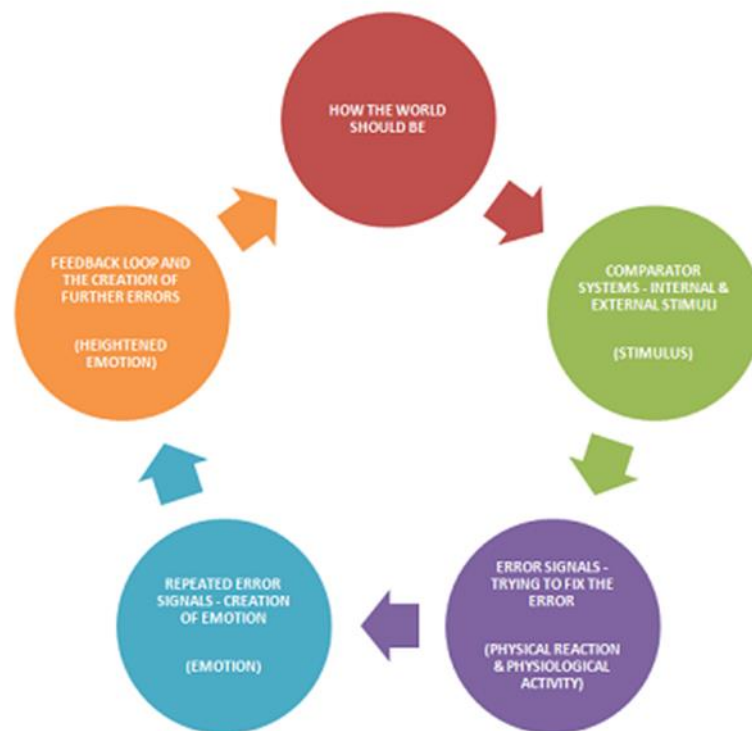 HOW THE WORLD
SHOULD BE
COMPARATOR
SYSTEMS - INTERNAL &
EXTERNAL STIMULI
(STIMULUS)
ERROR SIGNALS -
TRYING TO FIX THE
ERROR
(PHYSICAL REACTION
& PHYSIOLOGICAL
ACTIVITY)
REPEATED ERROR
SIGNALS - CREATION
OF EMOTION
(EMOTION)
FEEDBACK LOOP AND
THE CREATION OF
FURTHER ERRORS
(HEIGHTENED
EMOTION)